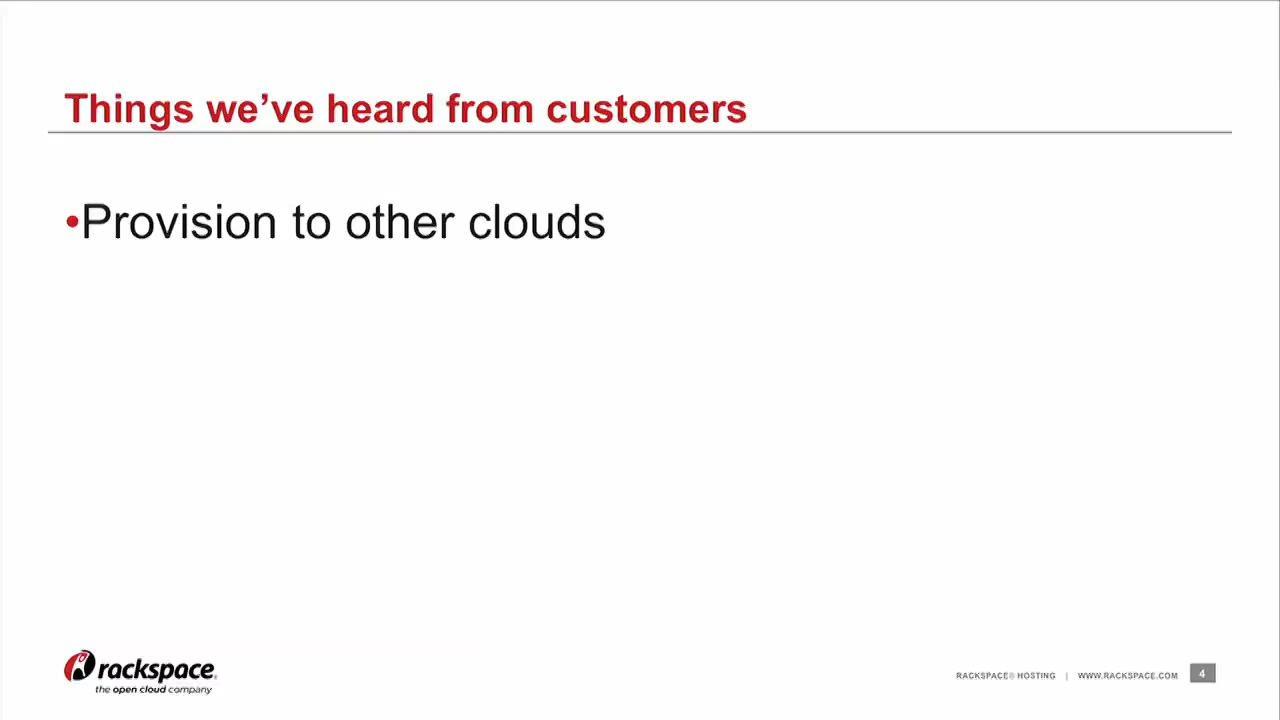 Things we’ve heard from customers
•Provision to other clouds
rackspace®
the open cloud company
RACKSPACE® HOSTING | WWW.RACKSPACE.COM 4